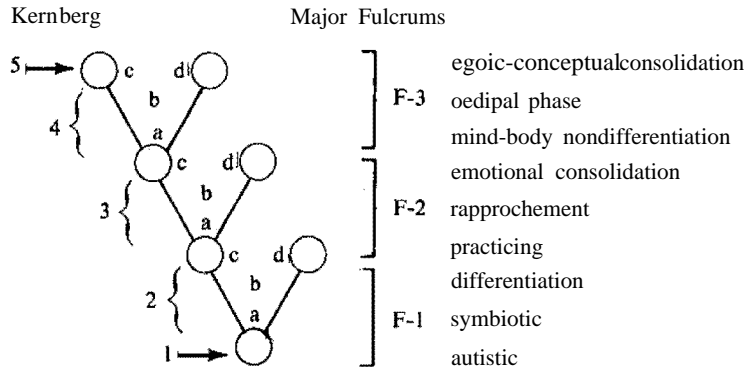 Kernberg Major Fulcrums
5 c d egoic-conceptualconsolidation
b F-3 oedipal phase
4 a mind-body nondifferentiation
c d emotional consolidation
b F-2 rapprochement
3 a practicing
c d differentiation
2 b
a F-1 symbiotic
1 autistic